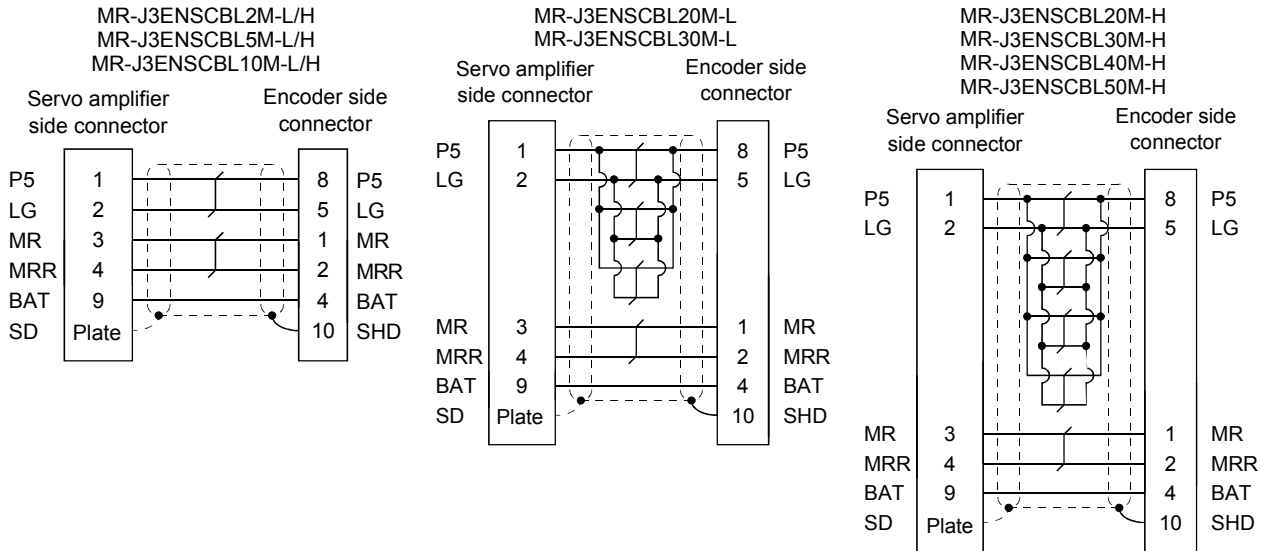 MR-J3ENSCBL2M-L/H
MR-J3ENSCBL5M-L/H
MR-J3ENSCBL10M-L/H
Servo amplifier
side connector
Encoder side
connector
P5 1 8 P5
LG 2 5 LG
MR 3 1 MR
MRR 4 2 MRR
BAT 9 4 BAT
SD Plate 10 SHD
MR-J3ENSCBL20M-L
MR-J3ENSCBL30M-L
Servo amplifier
side connector
Encoder side
connector
P5 1 8 P5
LG 2 5 LG
MR 3 1 MR
MRR 4 2 MRR
BAT 9 4 BAT
SD Plate 10 SHD
MR-J3ENSCBL20M-H
MR-J3ENSCBL30M-H
MR-J3ENSCBL40M-H
MR-J3ENSCBL50M-H
Servo amplifier
side connector
Encoder side
connector
P5 1 8 P5
LG 2 5 LG
MR 3 1 MR
MRR 4 2 MRR
BAT 9 4 BAT
SD Plate 10 SHD